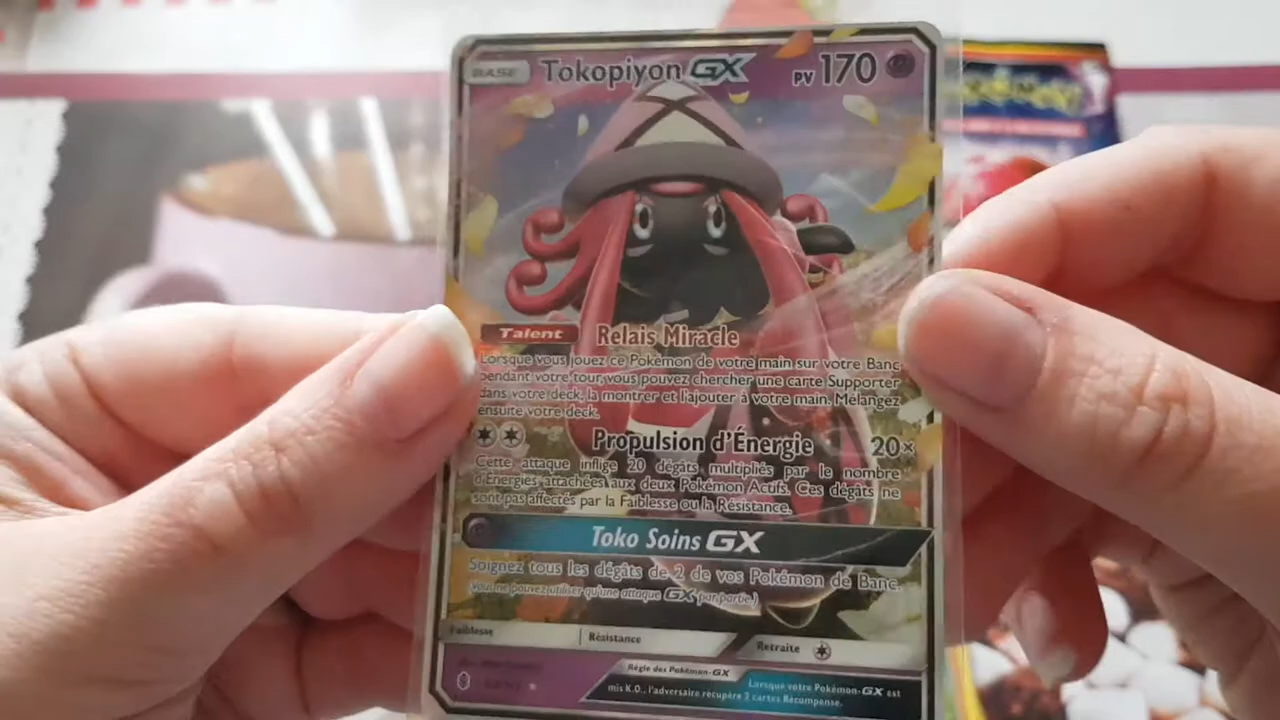 BASE Tokopiyon GX PV 170
Talent Relais Miracle
Lorsque vous jouez ce Pokémon de votre main sur votre Banc
pendant votre tour, vous pouvez chercher une carte Supporter
dans votre deck, la montrer et l'ajouter à votre main. Mélangez
ensuite votre deck.
Propulsion d'Énergie 20×
Cette attaque inflige 20 dégâts multipliés par le nombre
d'Énergies attachées aux deux Pokémon Actifs. Ces dégâts ne
sont pas affectés par la Faiblesse ou la Résistance.
Toko Soins GX
Soignez tous les dégâts de 2 de vos Pokémon de Banc.
(Vous ne pouvez utiliser qu'une attaque GX par partie.)
Faiblesse Résistance Retraite
Règle des Pokémon-GX Lorsque votre Pokémon-GX est
mis K.O., l'adversaire récupère 2 cartes Récompense.